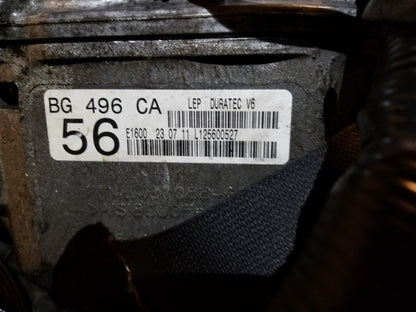 BG 496 CA LEP DURATEC V6
56 E1600 23 07 11 L125600527